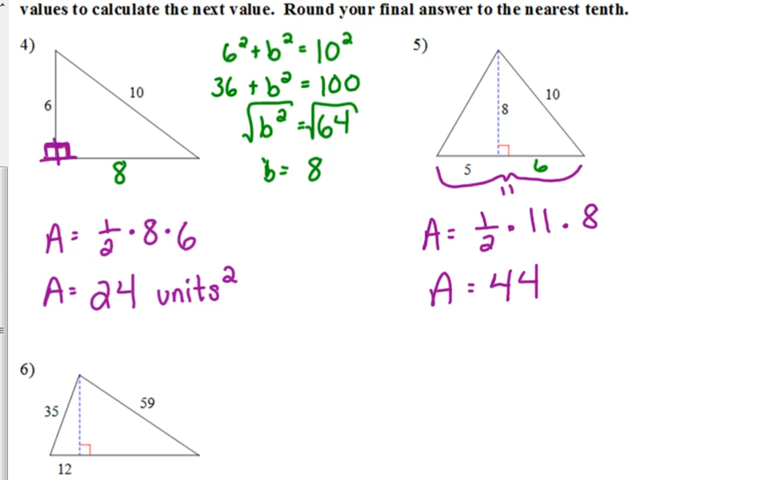 values to calculate the next value. Round your final answer to the nearest tenth.
4)
6
10
8
6² + b² = 10²
36 + b² = 100
√b² = √64
b = 8
A = 1/2 · 8 · 6
A = 24 units²
5)
8
10
5
6
11
A = 1/2 · 11 · 8
A = 44
6)
35
59
12